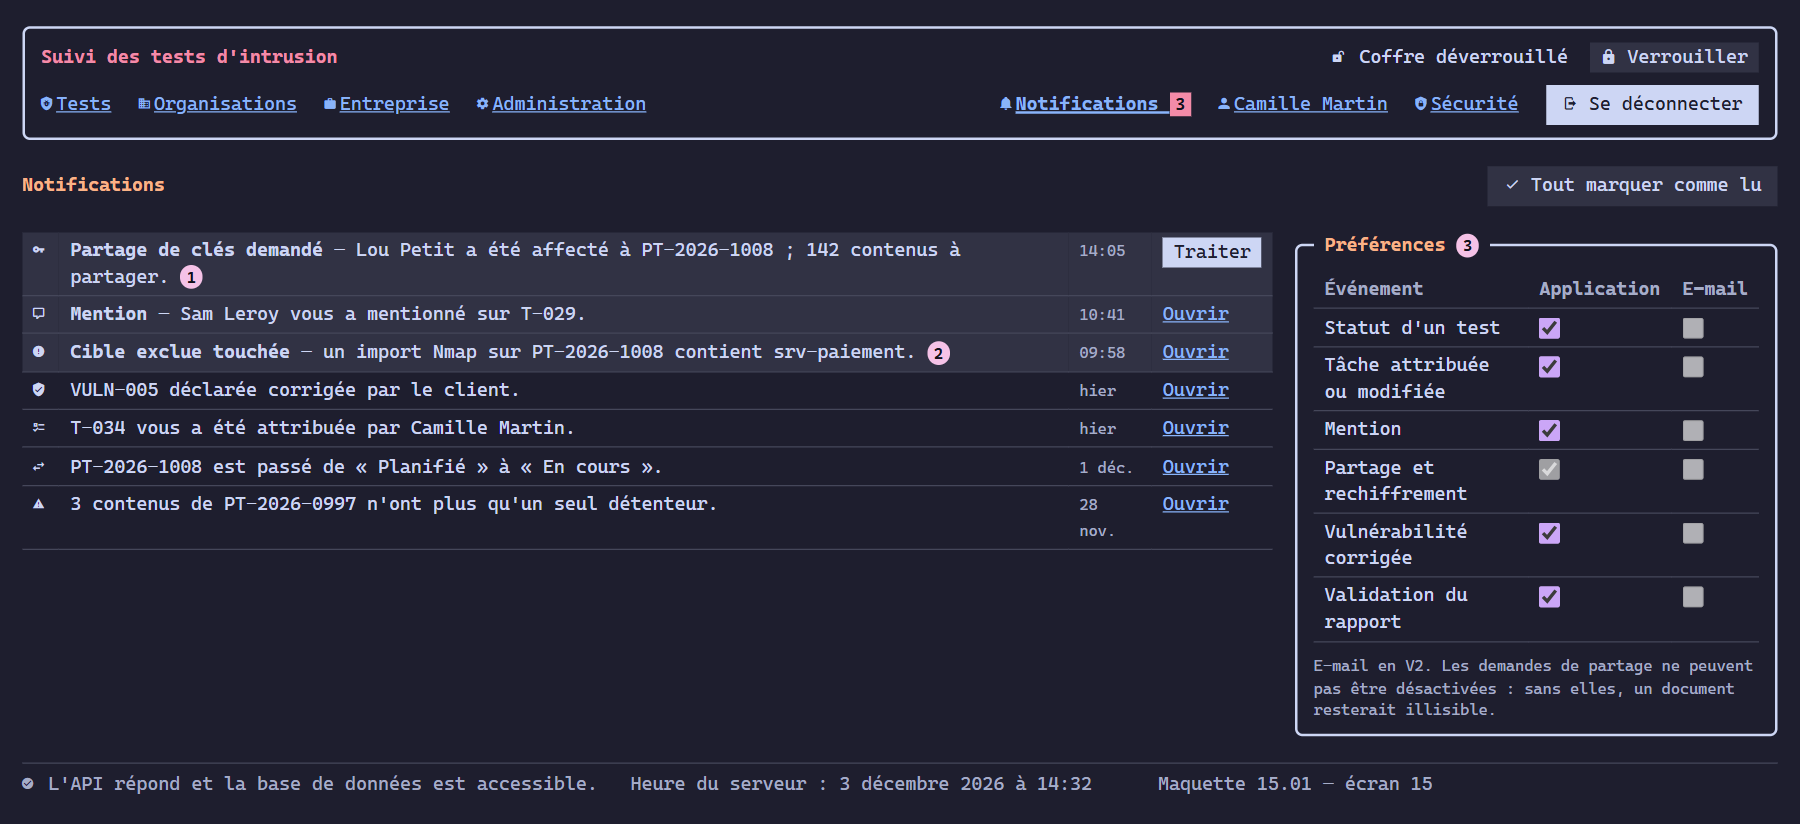 Suivi des tests d'intrusion
Coffre déverrouillé
Verrouiller
Tests Organisations Entreprise Administration
Notifications 3 Camille Martin Sécurité Se déconnecter
Notifications
Tout marquer comme lu
Partage de clés demandé — Lou Petit a été affecté à PT-2026-1008 ; 142 contenus à
partager. 1
14:05 Traiter
Mention — Sam Leroy vous a mentionné sur T-029. 10:41 Ouvrir
Cible exclue touchée — un import Nmap sur PT-2026-1008 contient srv-paiement. 2 09:58 Ouvrir
VULN-005 déclarée corrigée par le client. hier Ouvrir
T-034 vous a été attribuée par Camille Martin. hier Ouvrir
PT-2026-1008 est passé de « Planifié » à « En cours ». 1 déc. Ouvrir
3 contenus de PT-2026-0997 n'ont plus qu'un seul détenteur. 28 Ouvrir
nov.
Préférences 3
Événement Application E-mail
Statut d'un test
Tâche attribuée
ou modifiée
Mention
Partage et
rechiffrement
Vulnérabilité
corrigée
Validation du
rapport
E-mail en V2. Les demandes de partage ne peuvent
pas être désactivées : sans elles, un document
resterait illisible.
L'API répond et la base de données est accessible. Heure du serveur : 3 décembre 2026 à 14:32 Maquette 15.01 — écran 15